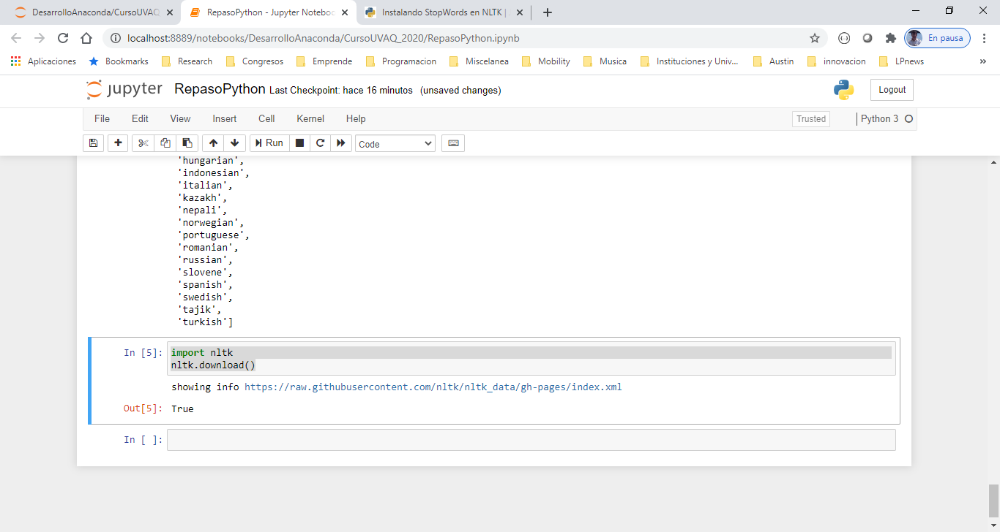 DesarrolloAnaconda/CursoUVAQ
RepasoPython - Jupyter Noteboo
Instalando StopWords en NLTK |
localhost:8889/notebooks/DesarrolloAnaconda/CursoUVAQ_2020/RepasoPython.ipynb
En pausa
Aplicaciones
Bookmarks
Research
Congresos
Emprende
Programacion
Miscelanea
Mobility
Musica
Instituciones y Univ...
Austin
innovacion
LPnews
»
jupyter
RepasoPython Last Checkpoint: hace 16 minutos (unsaved changes)
Logout
File Edit View Insert Cell Kernel Help
Trusted
Python 3
Run
Code
'hungarian',
'indonesian',
'italian',
'kazakh',
'nepali',
'norwegian',
'portuguese',
'romanian',
'russian',
'slovene',
'spanish',
'swedish',
'tajik',
'turkish']
In [5]: import nltk
nltk.download()
showing info https://raw.githubusercontent.com/nltk/nltk_data/gh-pages/index.xml
Out[5]: True
In [ ]: